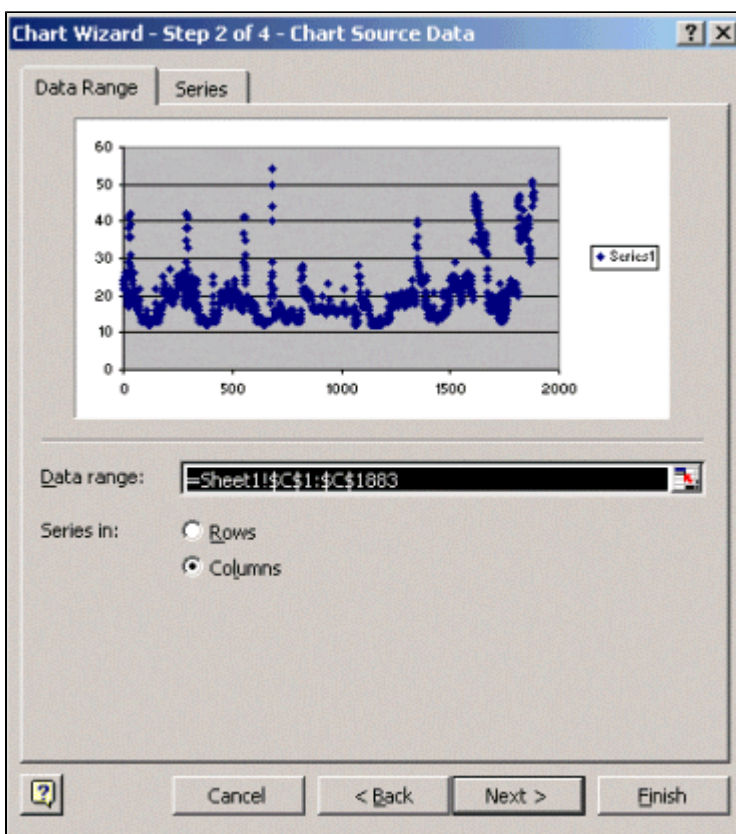 Chart Wizard - Step 2 of 4 - Chart Source Data
Data Range Series
60
50
40
30
20
10
0
0 500 1000 1500 2000
Series1
Data range: =Sheet1!$C$1:$C$1883
Series in: Rows
Columns
Cancel < Back Next > Finish